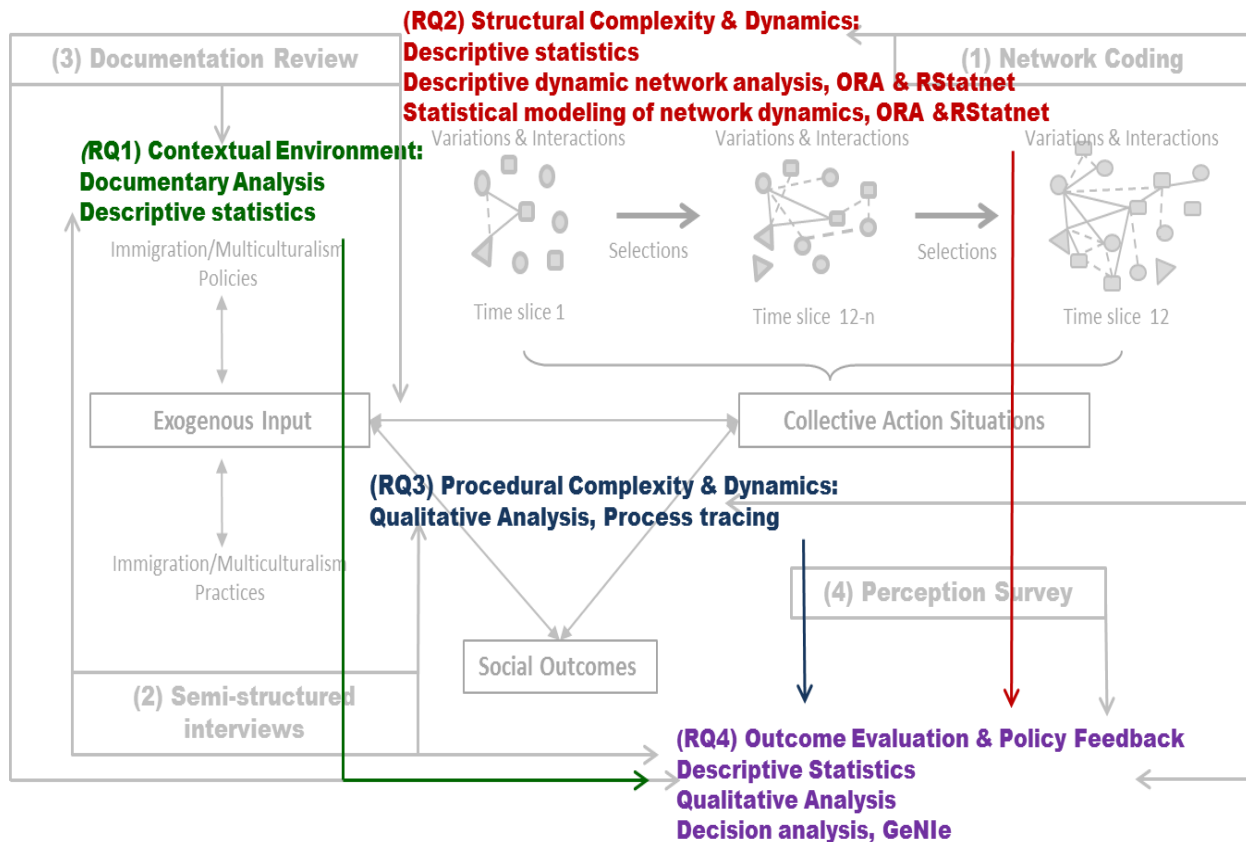 (RQ2) Structural Complexity & Dynamics:
Descriptive statistics
Descriptive dynamic network analysis, ORA & RStatnet
Statistical modeling of network dynamics, ORA &RStatnet
(3) Documentation Review
(1) Network Coding
(RQ1) Contextual Environment:
Documentary Analysis
Descriptive statistics
Variations & Interactions
Variations & Interactions
Variations & Interactions
Selections
Selections
Time slice 1
Time slice 12-n
Time slice 12
Immigration/Multiculturalism
Policies
Exogenous Input
Collective Action Situations
(RQ3) Procedural Complexity & Dynamics:
Qualitative Analysis, Process tracing
Immigration/Multiculturalism
Practices
(4) Perception Survey
Social Outcomes
(2) Semi-structured
interviews
(RQ4) Outcome Evaluation & Policy Feedback
Descriptive Statistics
Qualitative Analysis
Decision analysis, GeNIe